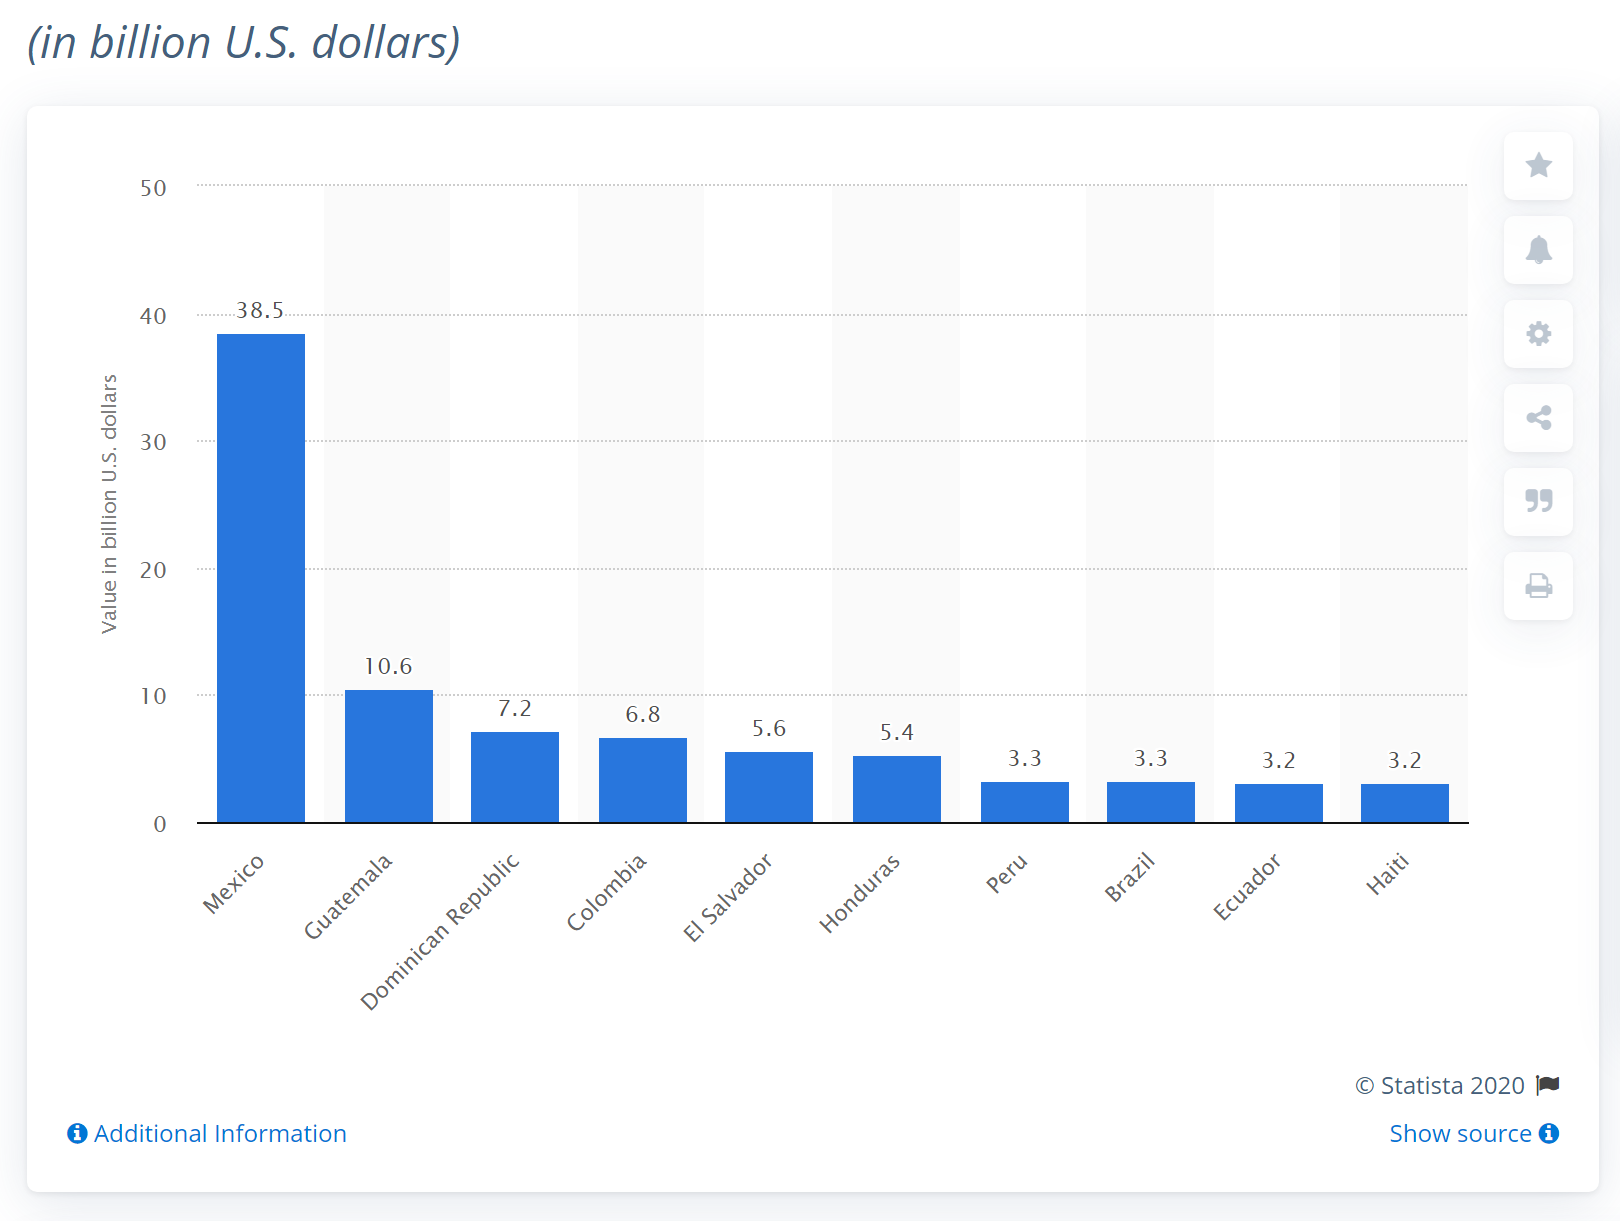 (in billion U.S. dollars)
Value in billion U.S. dollars
50
40
30
20
10
0
38.5
10.6
7.2
6.8
5.6
5.4
3.3
3.3
3.2
3.2
Mexico
Guatemala
Dominican Republic
Colombia
El Salvador
Honduras
Peru
Brazil
Ecuador
Haiti
© Statista 2020
Additional Information
Show source